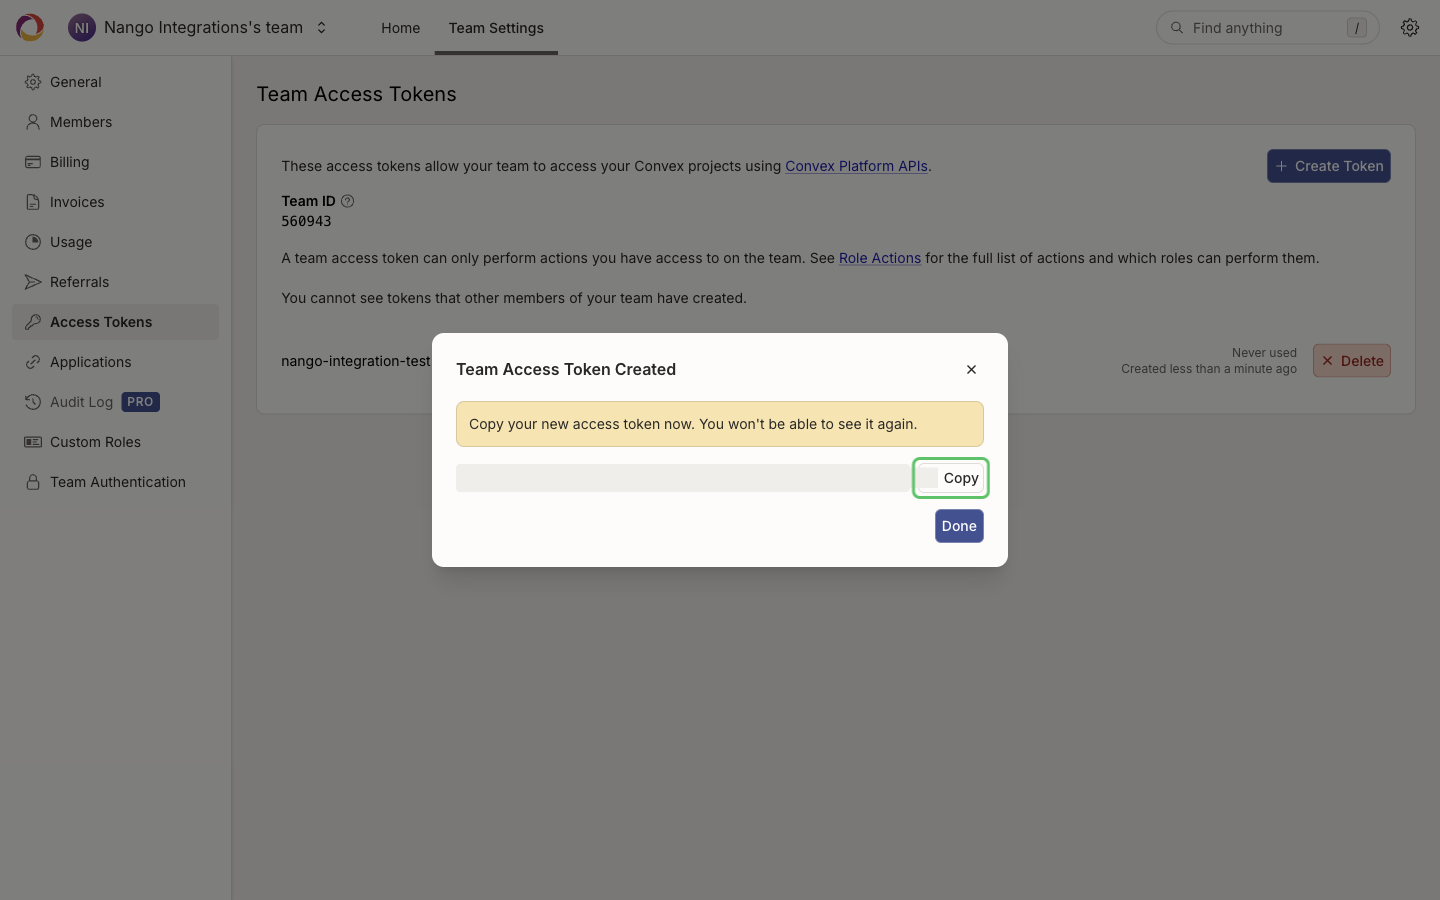 NI Nango Integrations's team
Home
Team Settings
Find anything /
General
Members
Billing
Invoices
Usage
Referrals
Access Tokens
Applications
Audit Log PRO
Custom Roles
Team Authentication
Team Access Tokens
These access tokens allow your team to access your Convex projects using Convex Platform APIs.
+ Create Token
Team ID ?
560943
A team access token can only perform actions you have access to on the team. See Role Actions for the full list of actions and which roles can perform them.
You cannot see tokens that other members of your team have created.
nango-integration-test
Never used
Created less than a minute ago
Delete
Team Access Token Created
Copy your new access token now. You won't be able to see it again.
Copy
Done